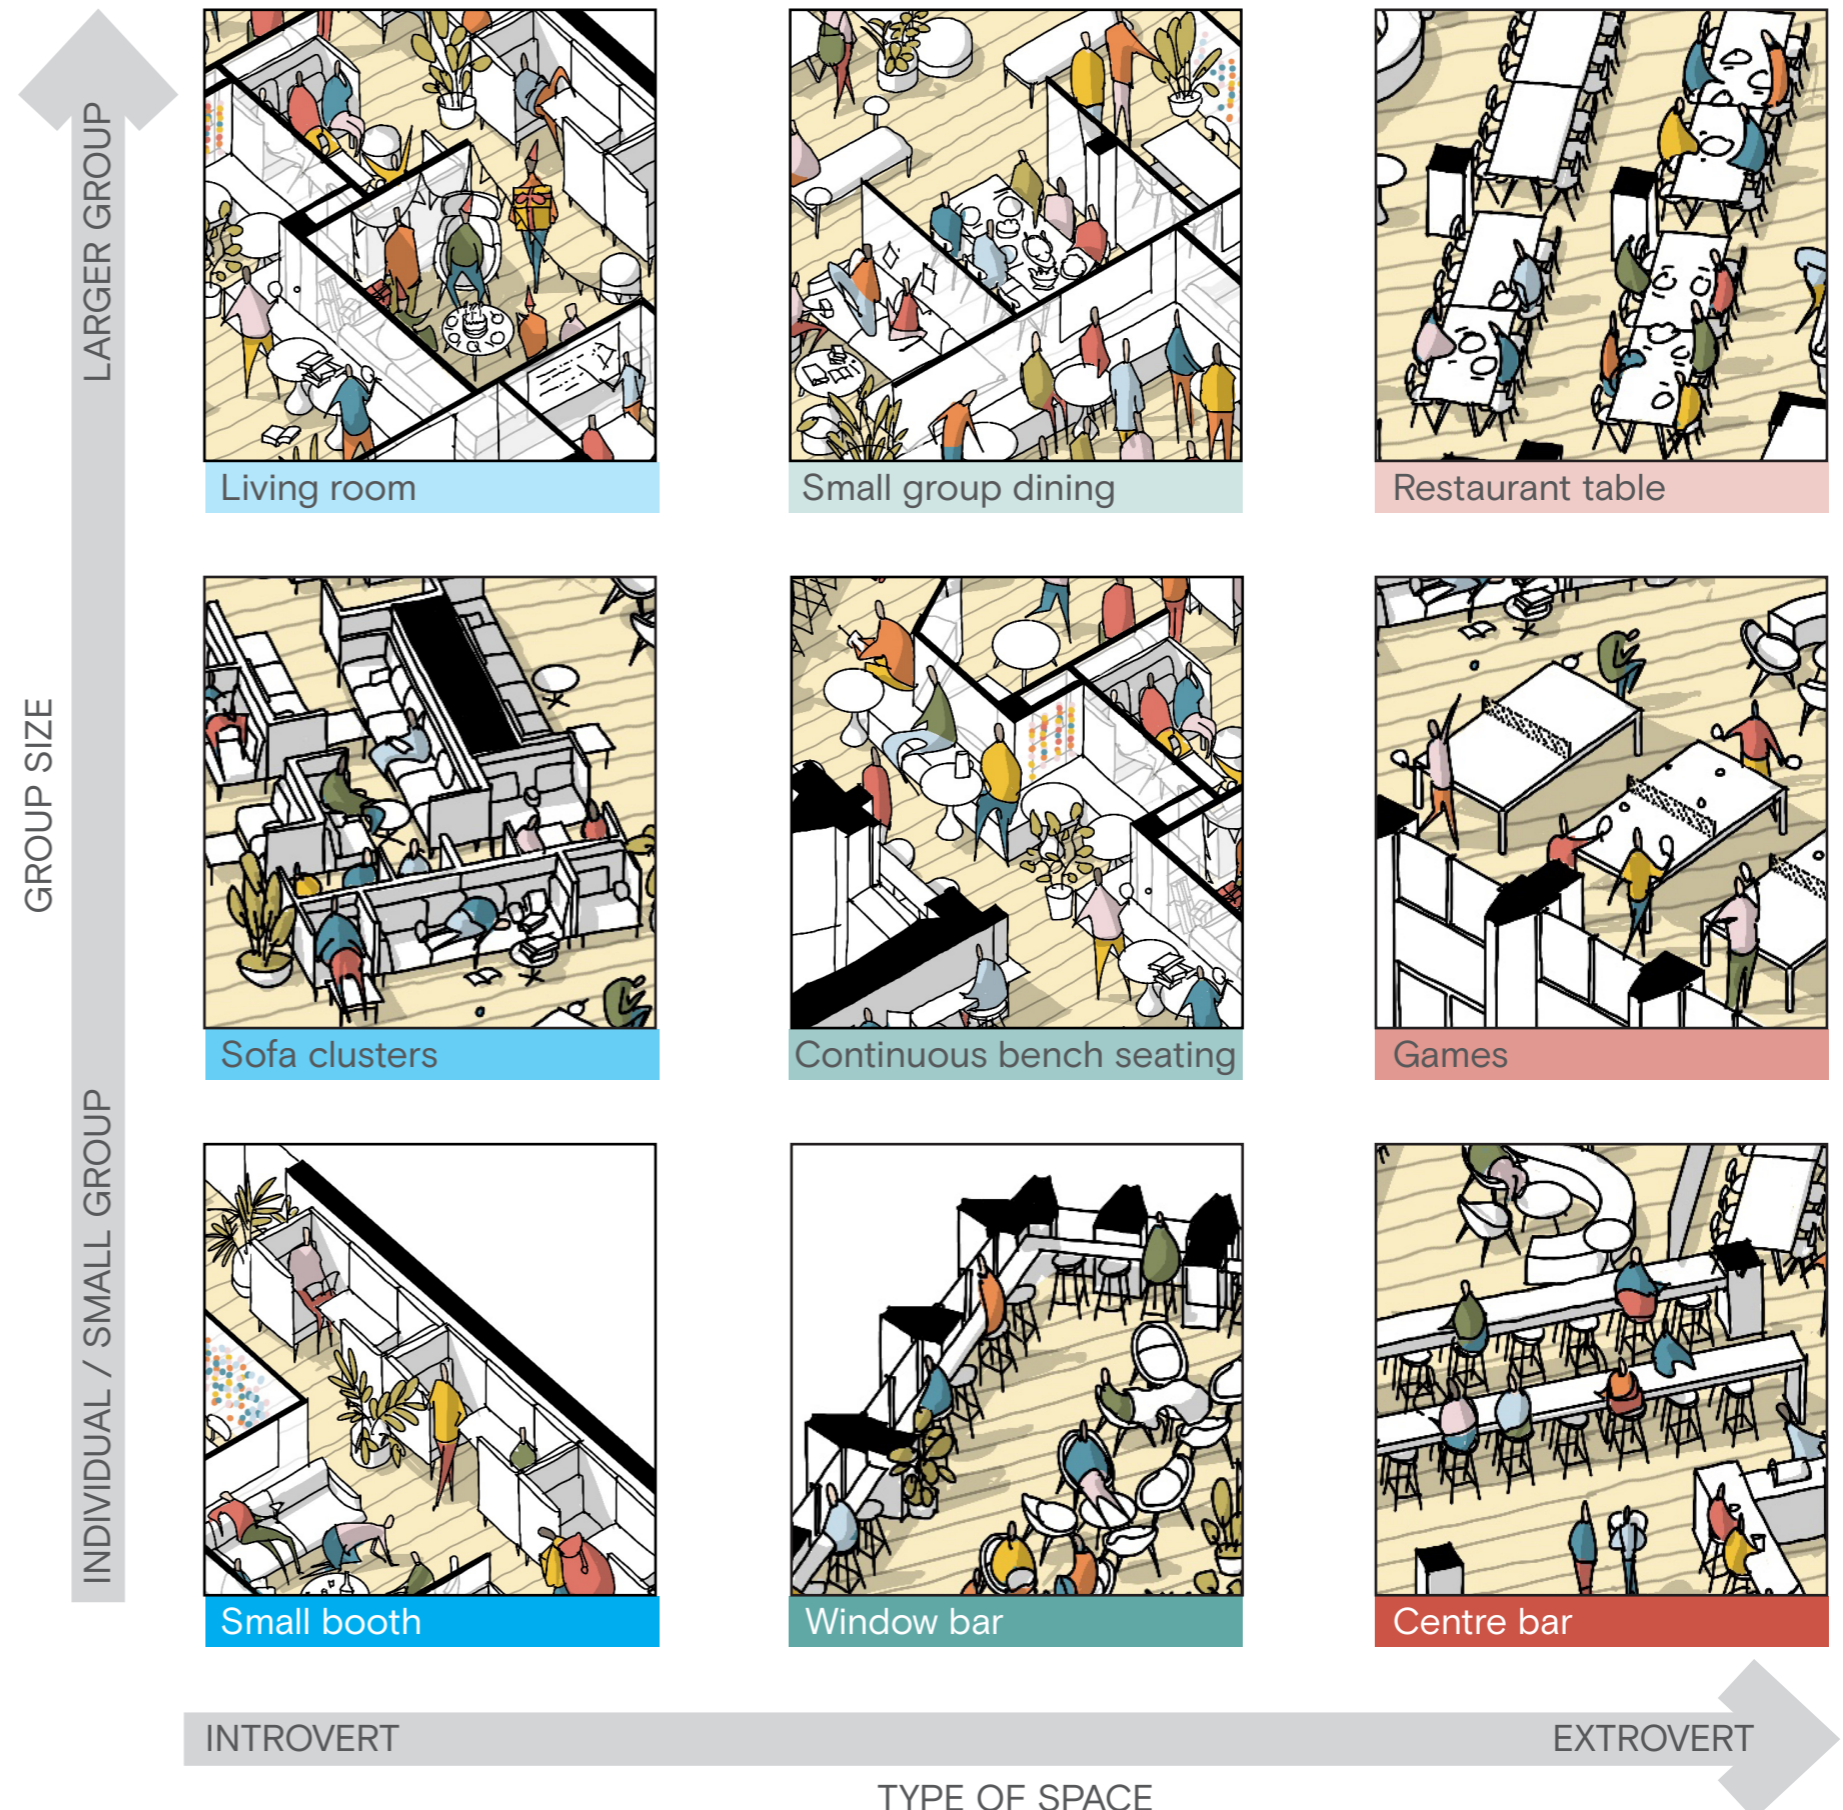 LARGER GROUP
GROUP SIZE
INDIVIDUAL / SMALL GROUP
Living room
Small group dining
Restaurant table
Sofa clusters
Continuous bench seating
Games
Small booth
Window bar
Centre bar
INTROVERT
EXTROVERT
TYPE OF SPACE